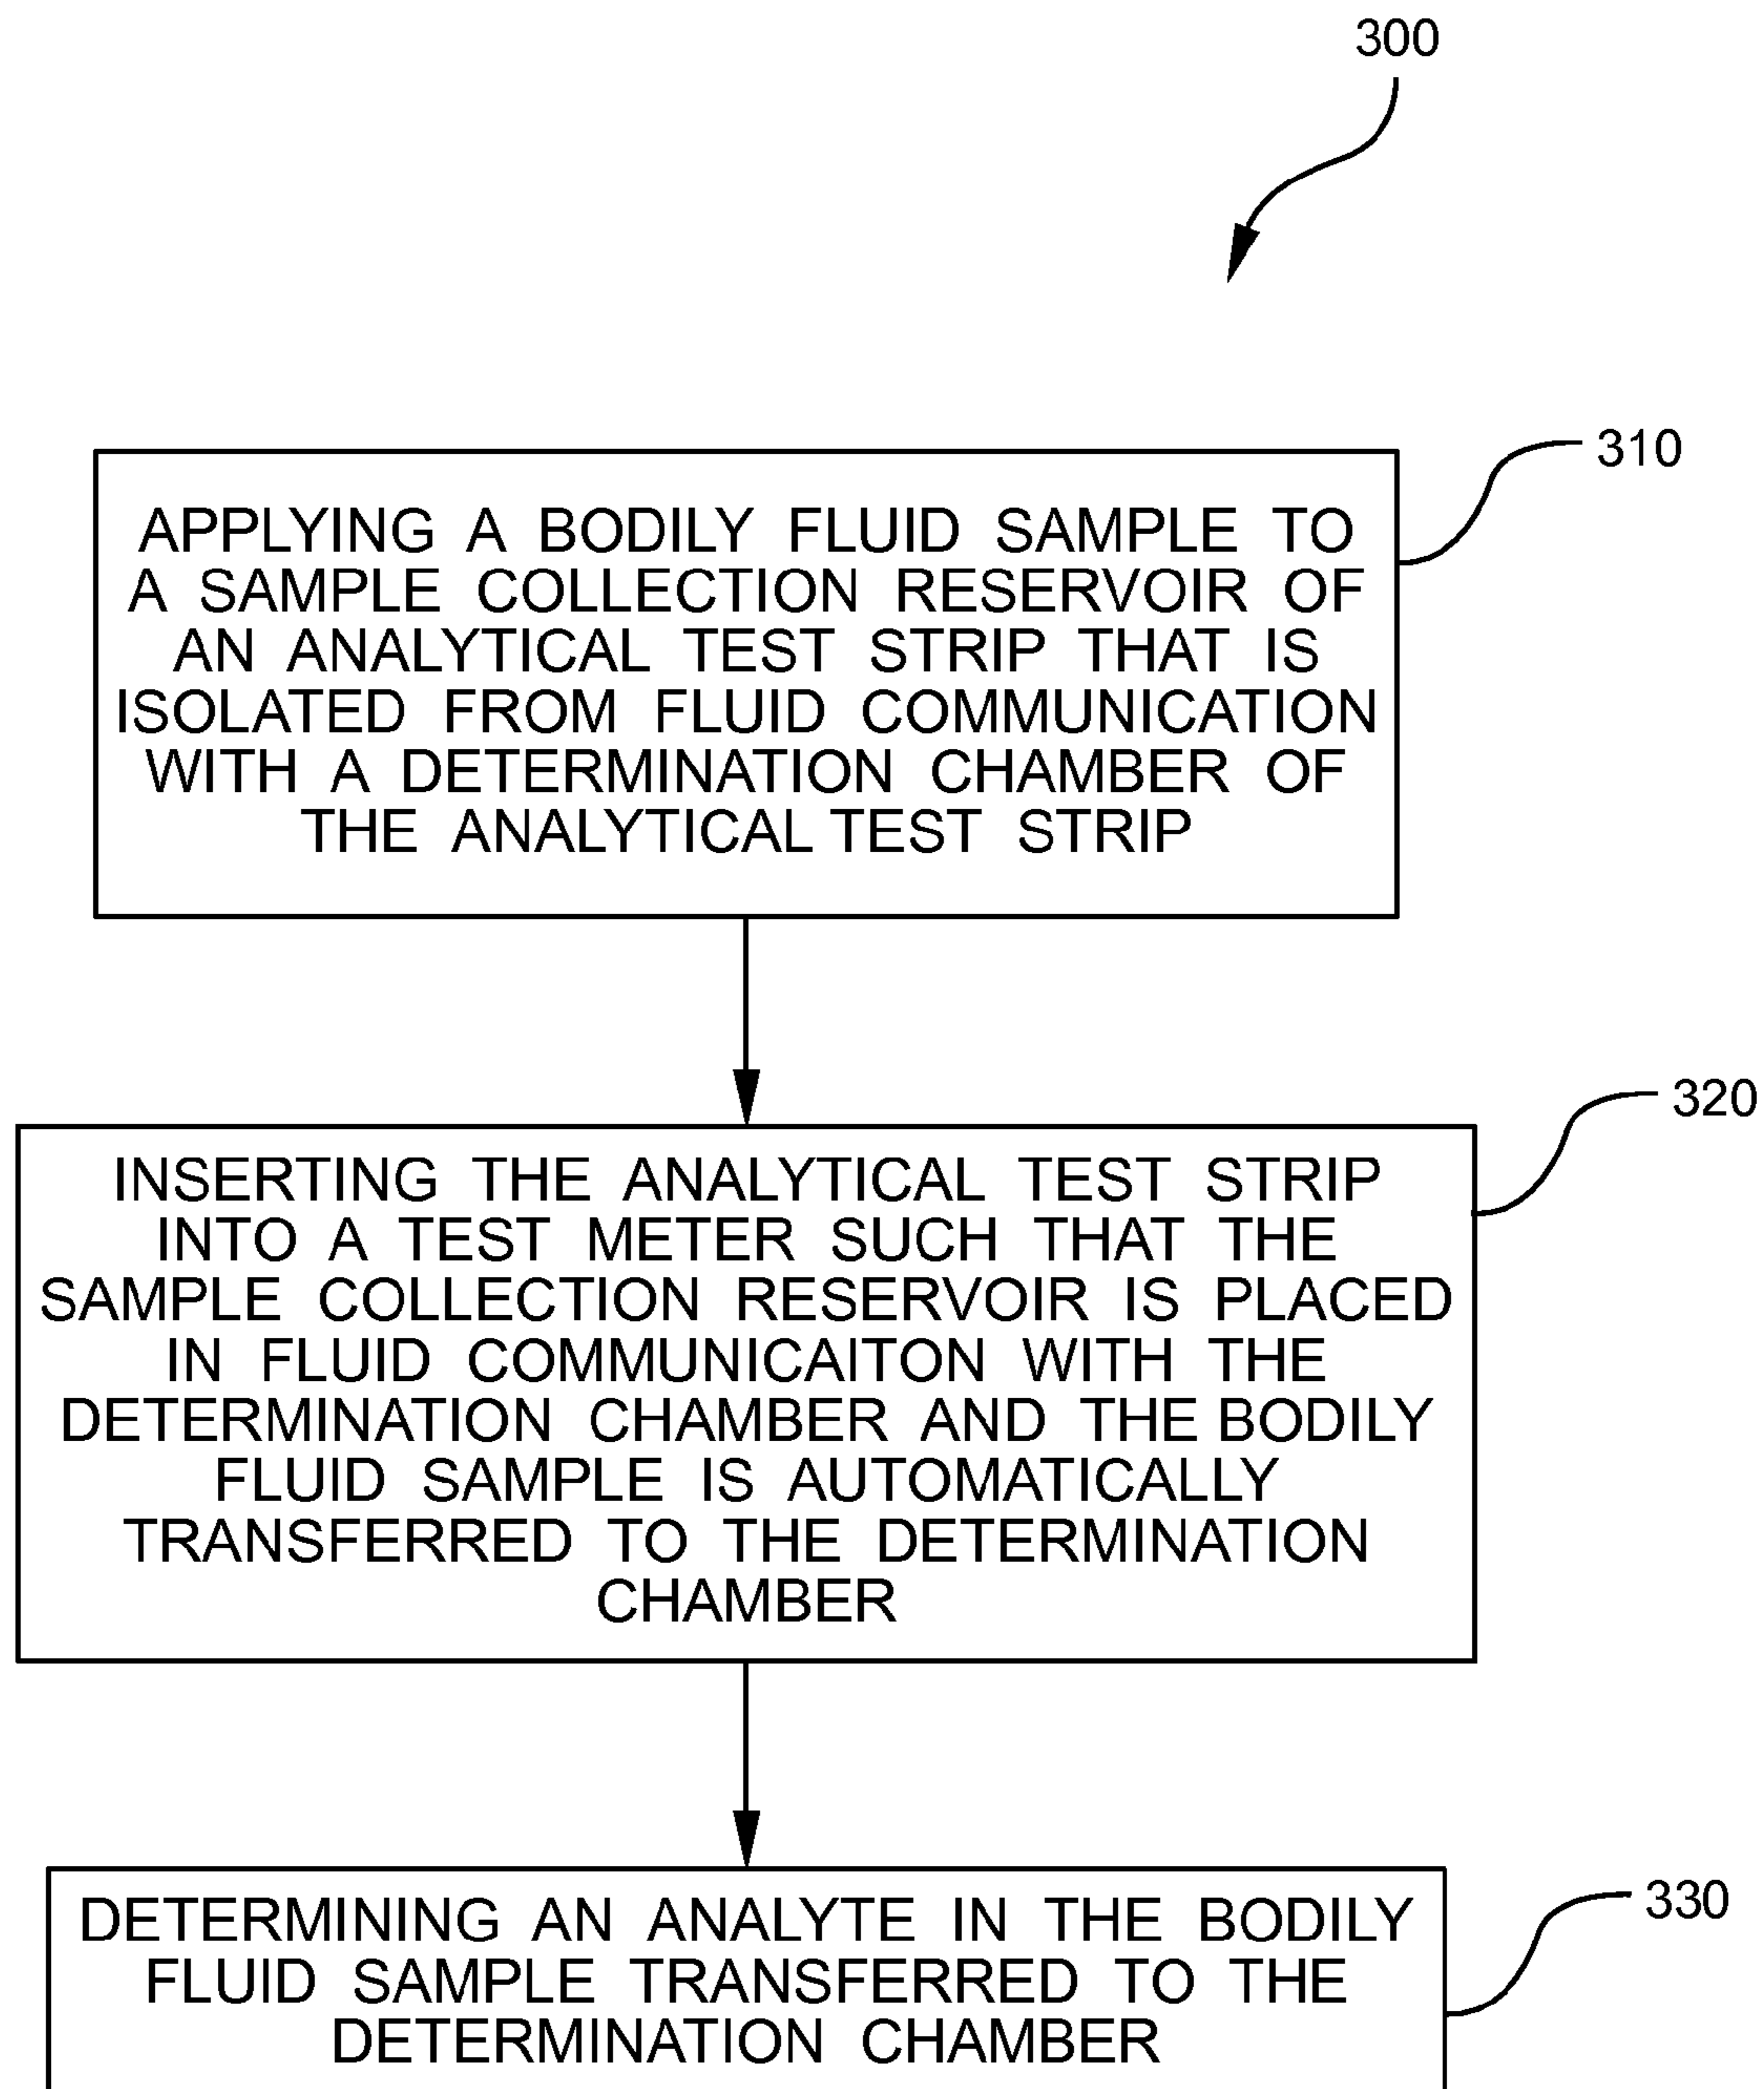 300
310
APPLYING A BODILY FLUID SAMPLE TO
A SAMPLE COLLECTION RESERVOIR OF
AN ANALYTICAL TEST STRIP THAT IS
ISOLATED FROM FLUID COMMUNICATION
WITH A DETERMINATION CHAMBER OF
THE ANALYTICAL TEST STRIP
320
INSERTING THE ANALYTICAL TEST STRIP
INTO A TEST METER SUCH THAT THE
SAMPLE COLLECTION RESERVOIR IS PLACED
IN FLUID COMMUNICAITON WITH THE
DETERMINATION CHAMBER AND THE BODILY
FLUID SAMPLE IS AUTOMATICALLY
TRANSFERRED TO THE DETERMINATION
CHAMBER
330
DETERMINING AN ANALYTE IN THE BODILY
FLUID SAMPLE TRANSFERRED TO THE
DETERMINATION CHAMBER